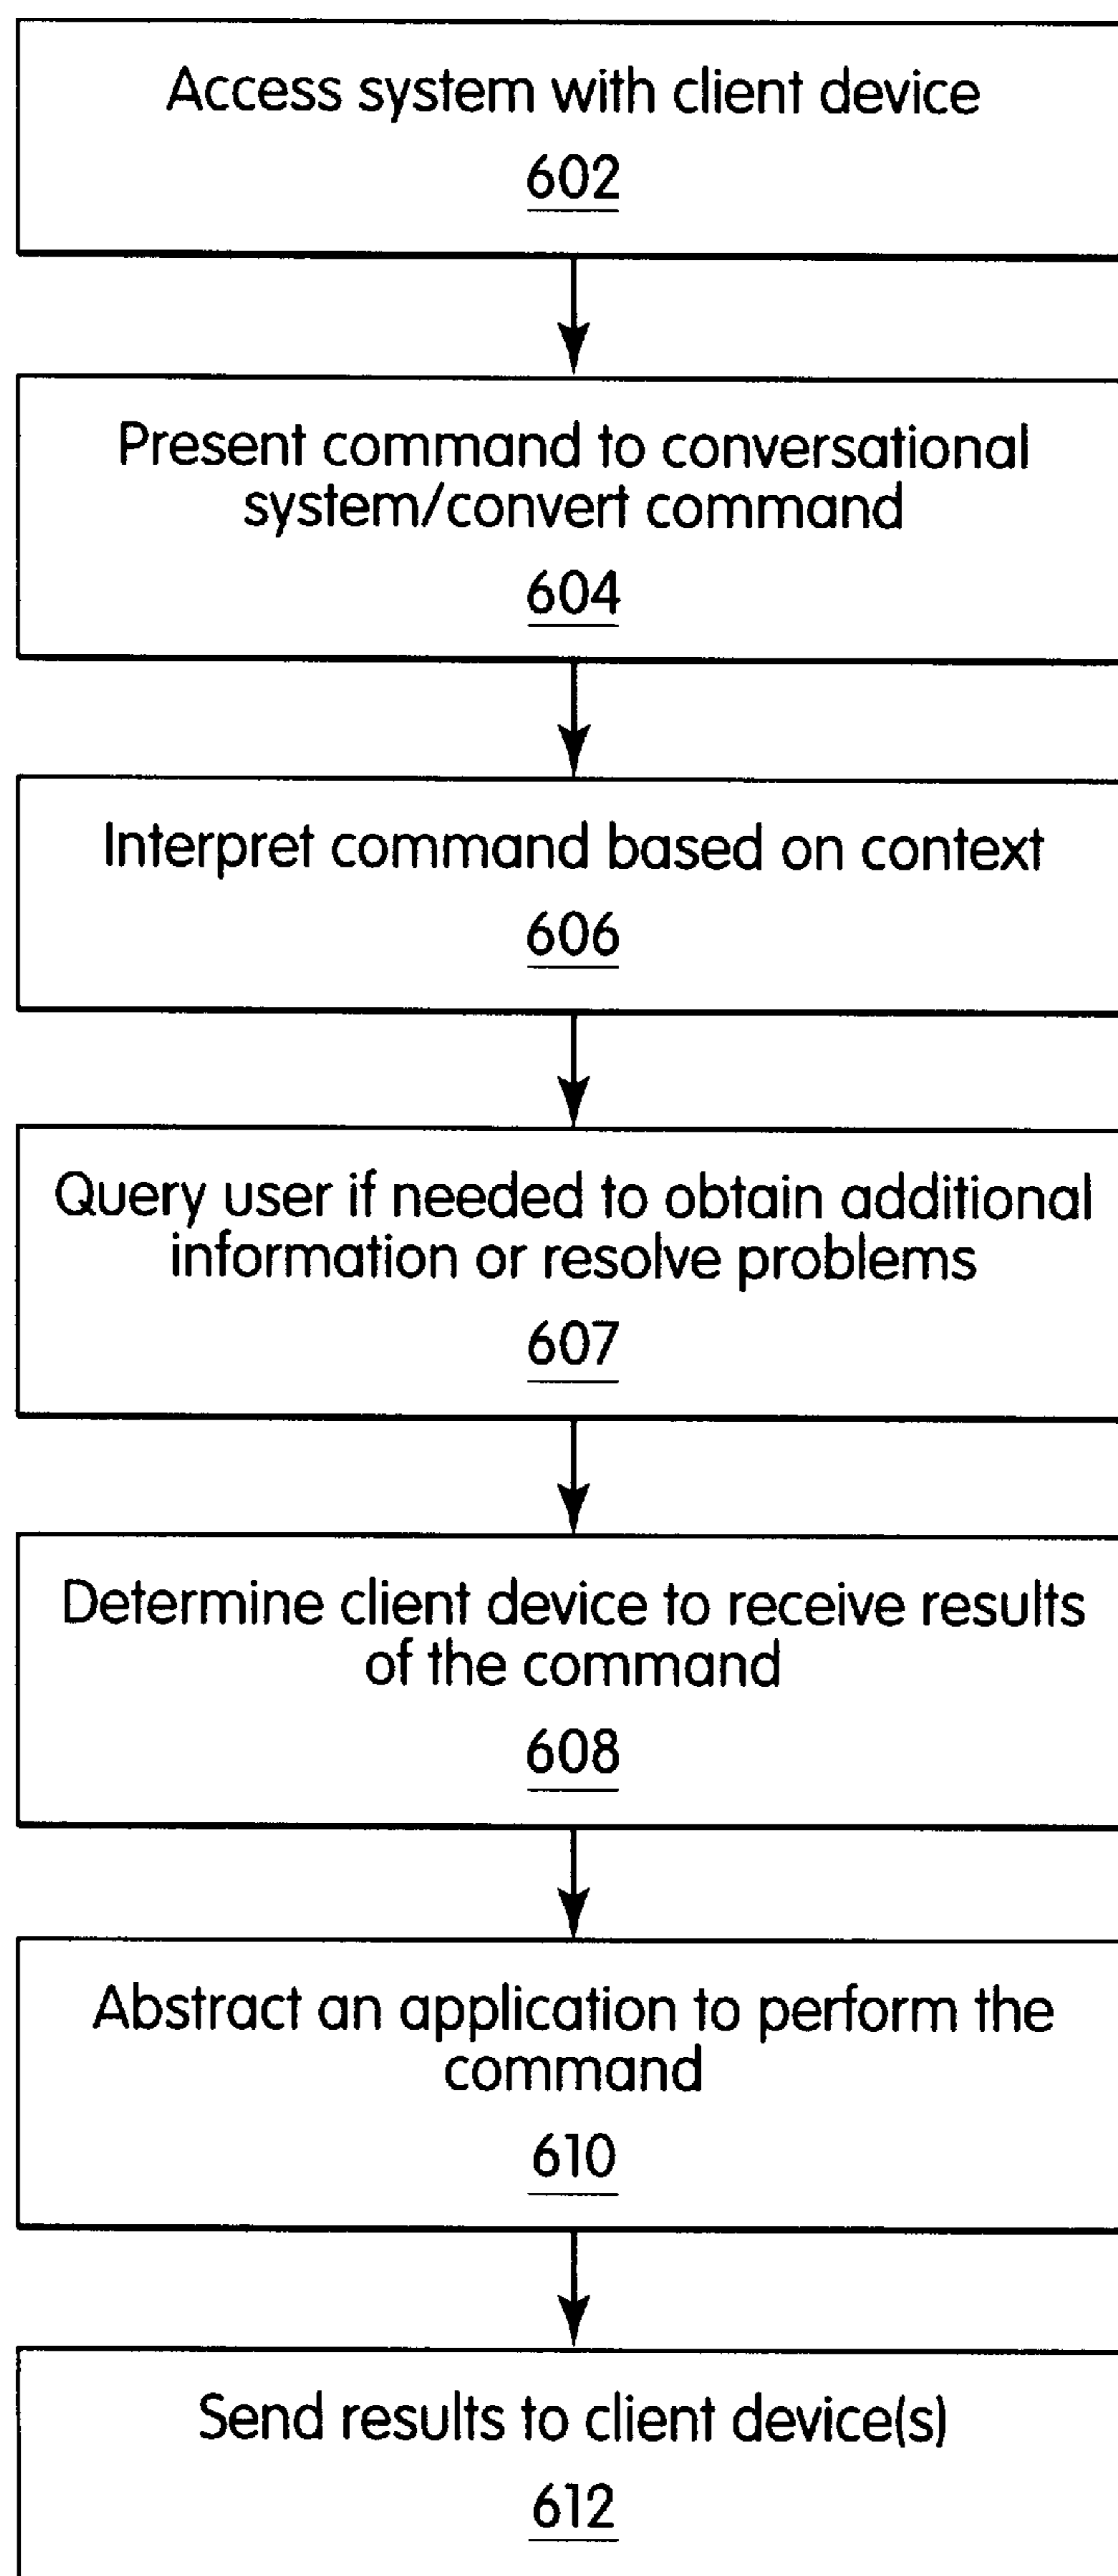 Access system with client device
602
Present command to conversational
system/convert command
604
Interpret command based on context
606
Query user if needed to obtain additional
information or resolve problems
607
Determine client device to receive results
of the command
608
Abstract an application to perform the
command
610
Send results to client device(s)
612